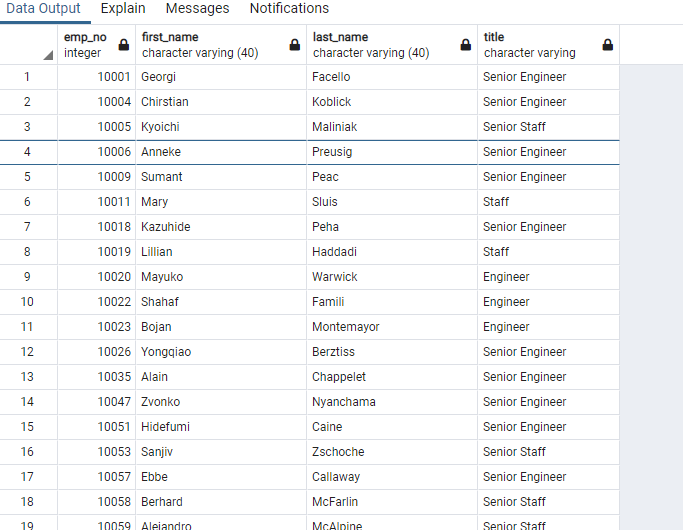 Data Output Explain Messages Notifications
emp_no first_name last_name title
integer character varying (40) character varying (40) character varying
1 10001 Georgi Facello Senior Engineer
2 10004 Chirstian Koblick Senior Engineer
3 10005 Kyoichi Maliniak Senior Staff
4 10006 Anneke Preusig Senior Engineer
5 10009 Sumant Peac Senior Engineer
6 10011 Mary Sluis Staff
7 10018 Kazuhide Peha Senior Engineer
8 10019 Lillian Haddadi Staff
9 10020 Mayuko Warwick Engineer
10 10022 Shahaf Famili Engineer
11 10023 Bojan Montemayor Engineer
12 10026 Yongqiao Berztiss Senior Engineer
13 10035 Alain Chappelet Senior Engineer
14 10047 Zvonko Nyanchama Senior Engineer
15 10051 Hidefumi Caine Senior Engineer
16 10053 Sanjiv Zschoche Senior Staff
17 10057 Ebbe Callaway Senior Engineer
18 10058 Berhard McFarlin Senior Staff
19 10059 Alejandro McAlpine Senior Staff